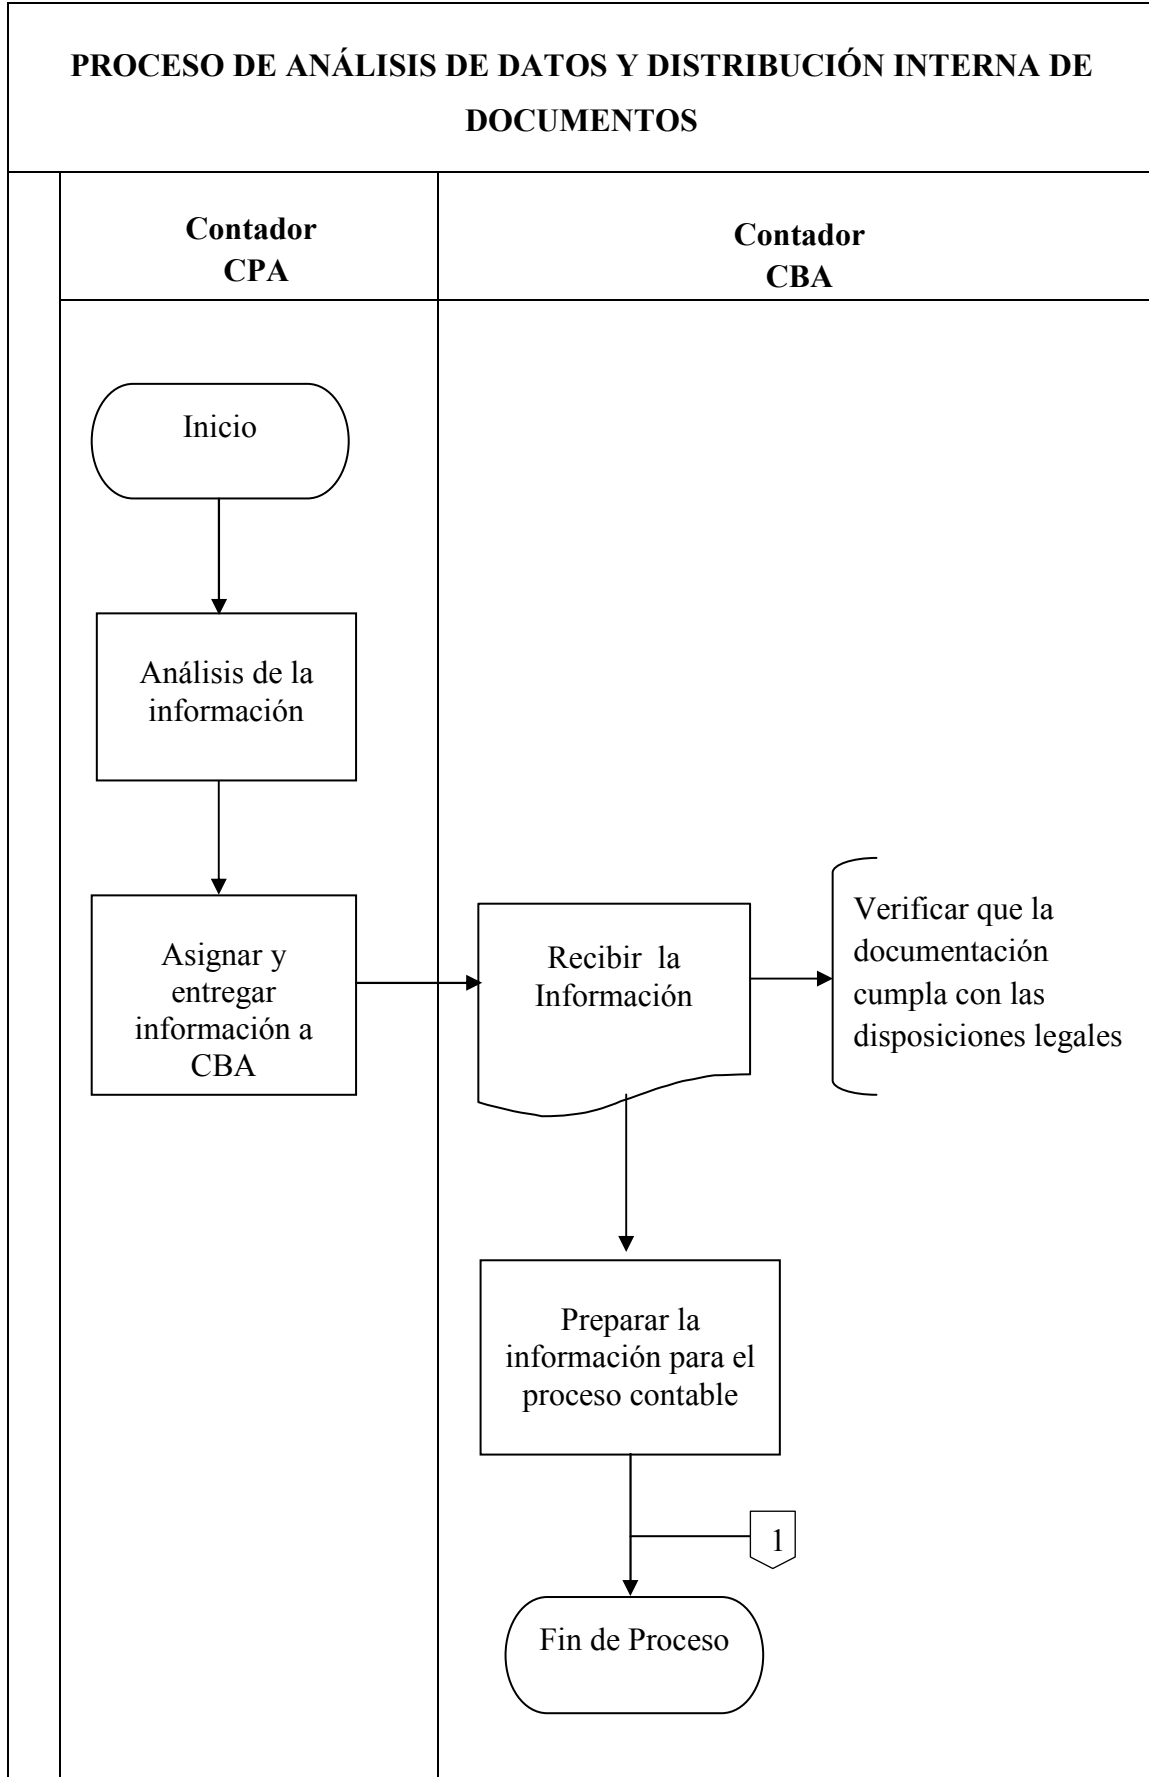 PROCESO DE ANÁLISIS DE DATOS Y DISTRIBUCIÓN INTERNA DE
DOCUMENTOS
Contador
CPA
Contador
CBA
Inicio
Análisis de la
información
Asignar y
entregar
información a
CBA
Recibir la
Información
Verificar que la
documentación
cumpla con las
disposiciones legales
Preparar la
información para el
proceso contable
1
Fin de Proceso